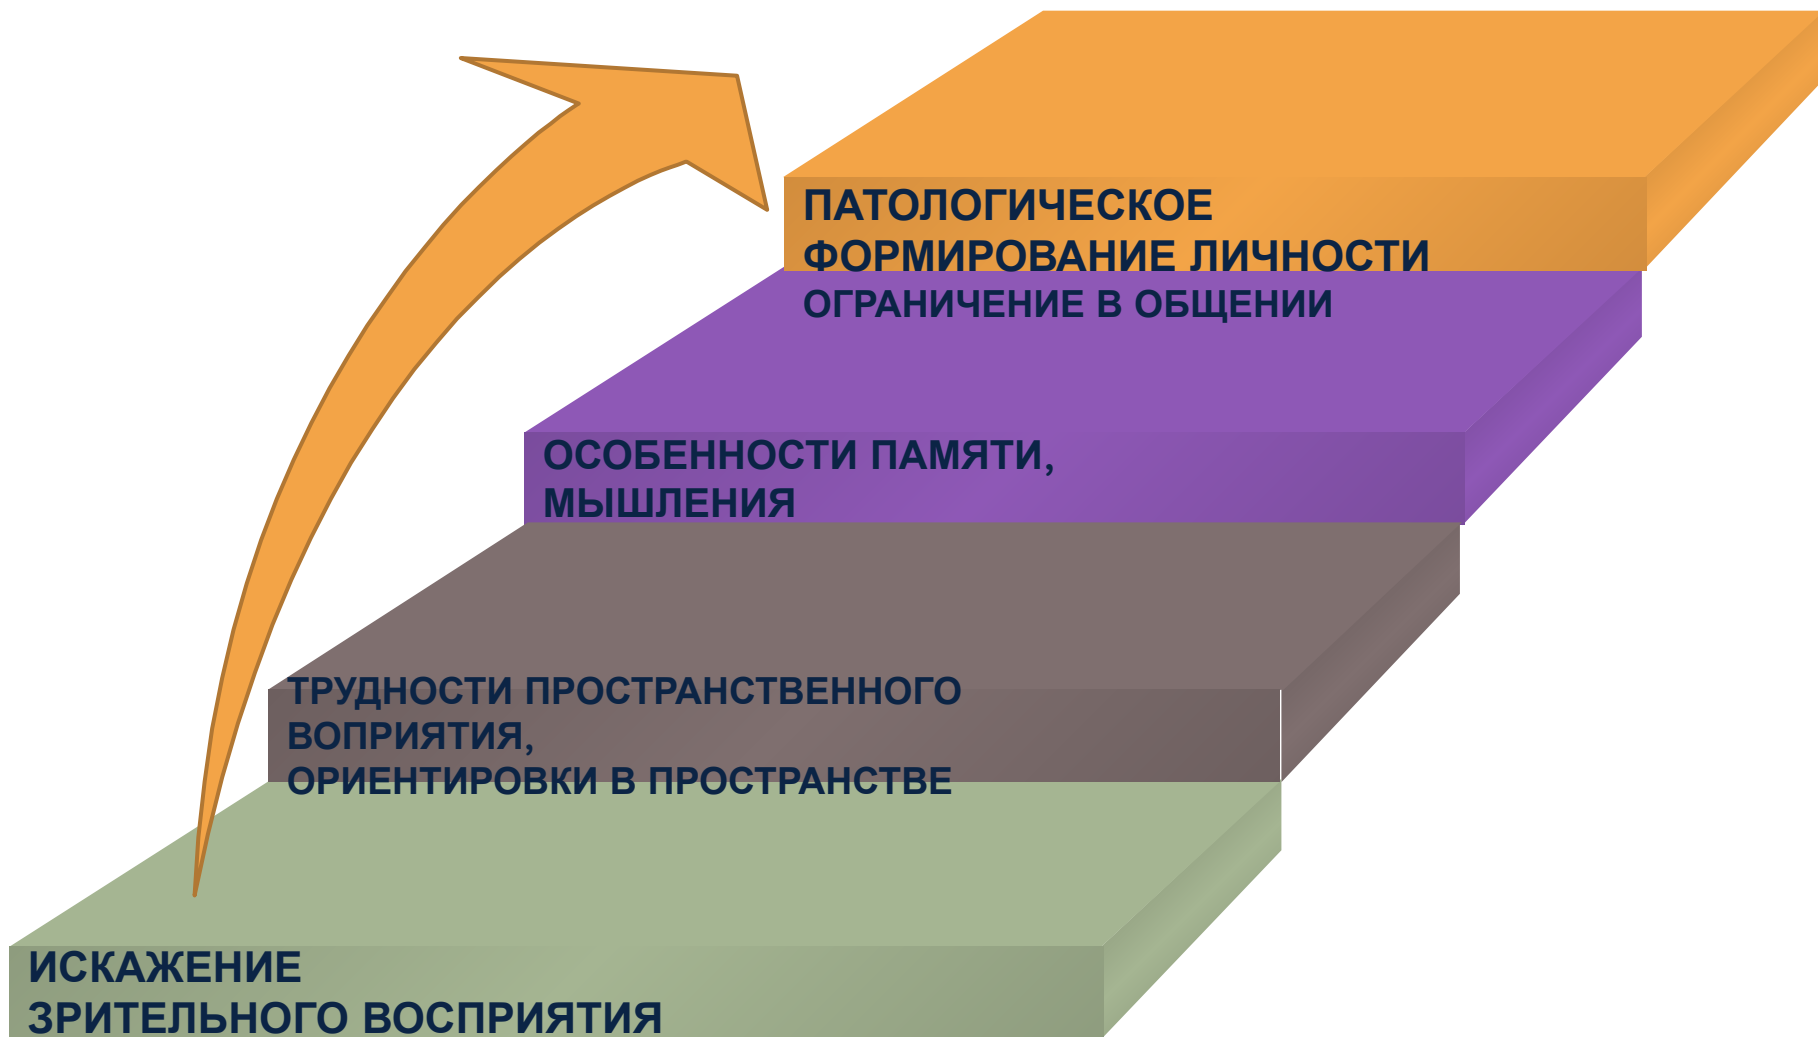 ПАТОЛОГИЧЕСКОЕ
ФОРМИРОВАНИЕ ЛИЧНОСТИ
ОГРАНИЧЕНИЕ В ОБЩЕНИИ
ОСОБЕННОСТИ ПАМЯТИ,
МЫШЛЕНИЯ
ТРУДНОСТИ ПРОСТРАНСТВЕННОГО
ВОПРИЯТИЯ,
ОРИЕНТИРОВКИ В ПРОСТРАНСТВЕ
ИСКАЖЕНИЕ
ЗРИТЕЛЬНОГО ВОСПРИЯТИЯ